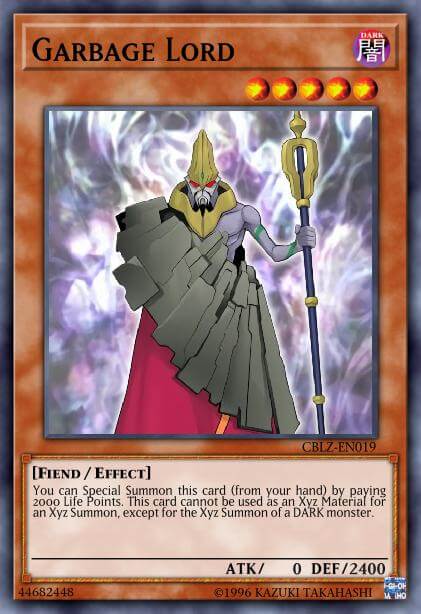 GARBAGE LORD
DARK
闇
CBLZ-EN019
[FIEND / EFFECT]
You can Special Summon this card (from your hand) by paying
2000 Life Points. This card cannot be used as an Xyz Material for
an Xyz Summon, except for the Xyz Summon of a DARK monster.
ATK/ 0 DEF/2400
44682448
©1996 KAZUKI TAKAHASHI